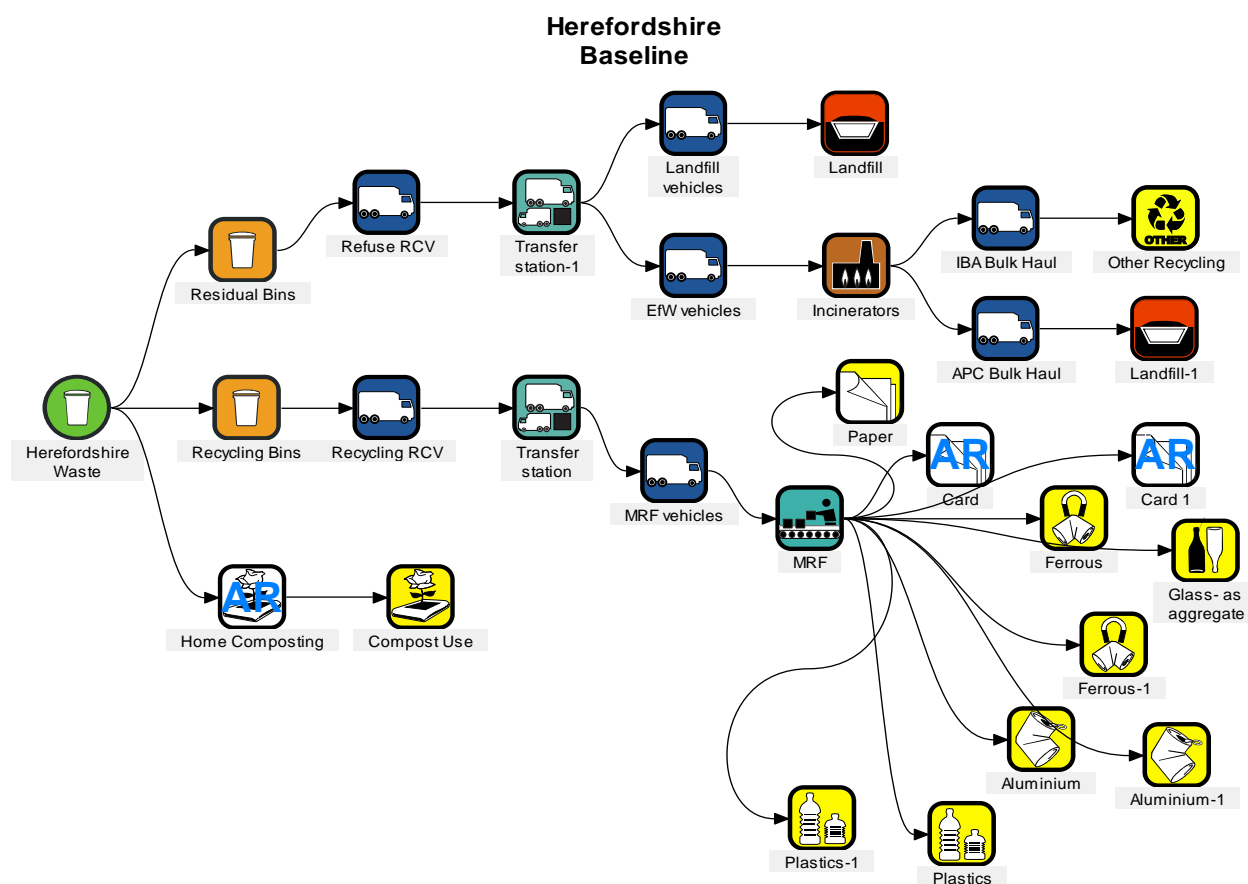 Herefordshire
Baseline
Landfill
vehicles
Landfill
Refuse RCV
Transfer
station-1
IBA Bulk Haul
OTHER
Other Recycling
Residual Bins
EfW vehicles
Incinerators
APC Bulk Haul
Landfill-1
Herefordshire
Waste
Recycling Bins
Recycling RCV
Transfer
station
Paper
AR
Card
AR
Card 1
MRF vehicles
MRF
Ferrous
Glass- as
aggregate
AR
Home Composting
Compost Use
Ferrous-1
Aluminium
Aluminium-1
Plastics-1
Plastics